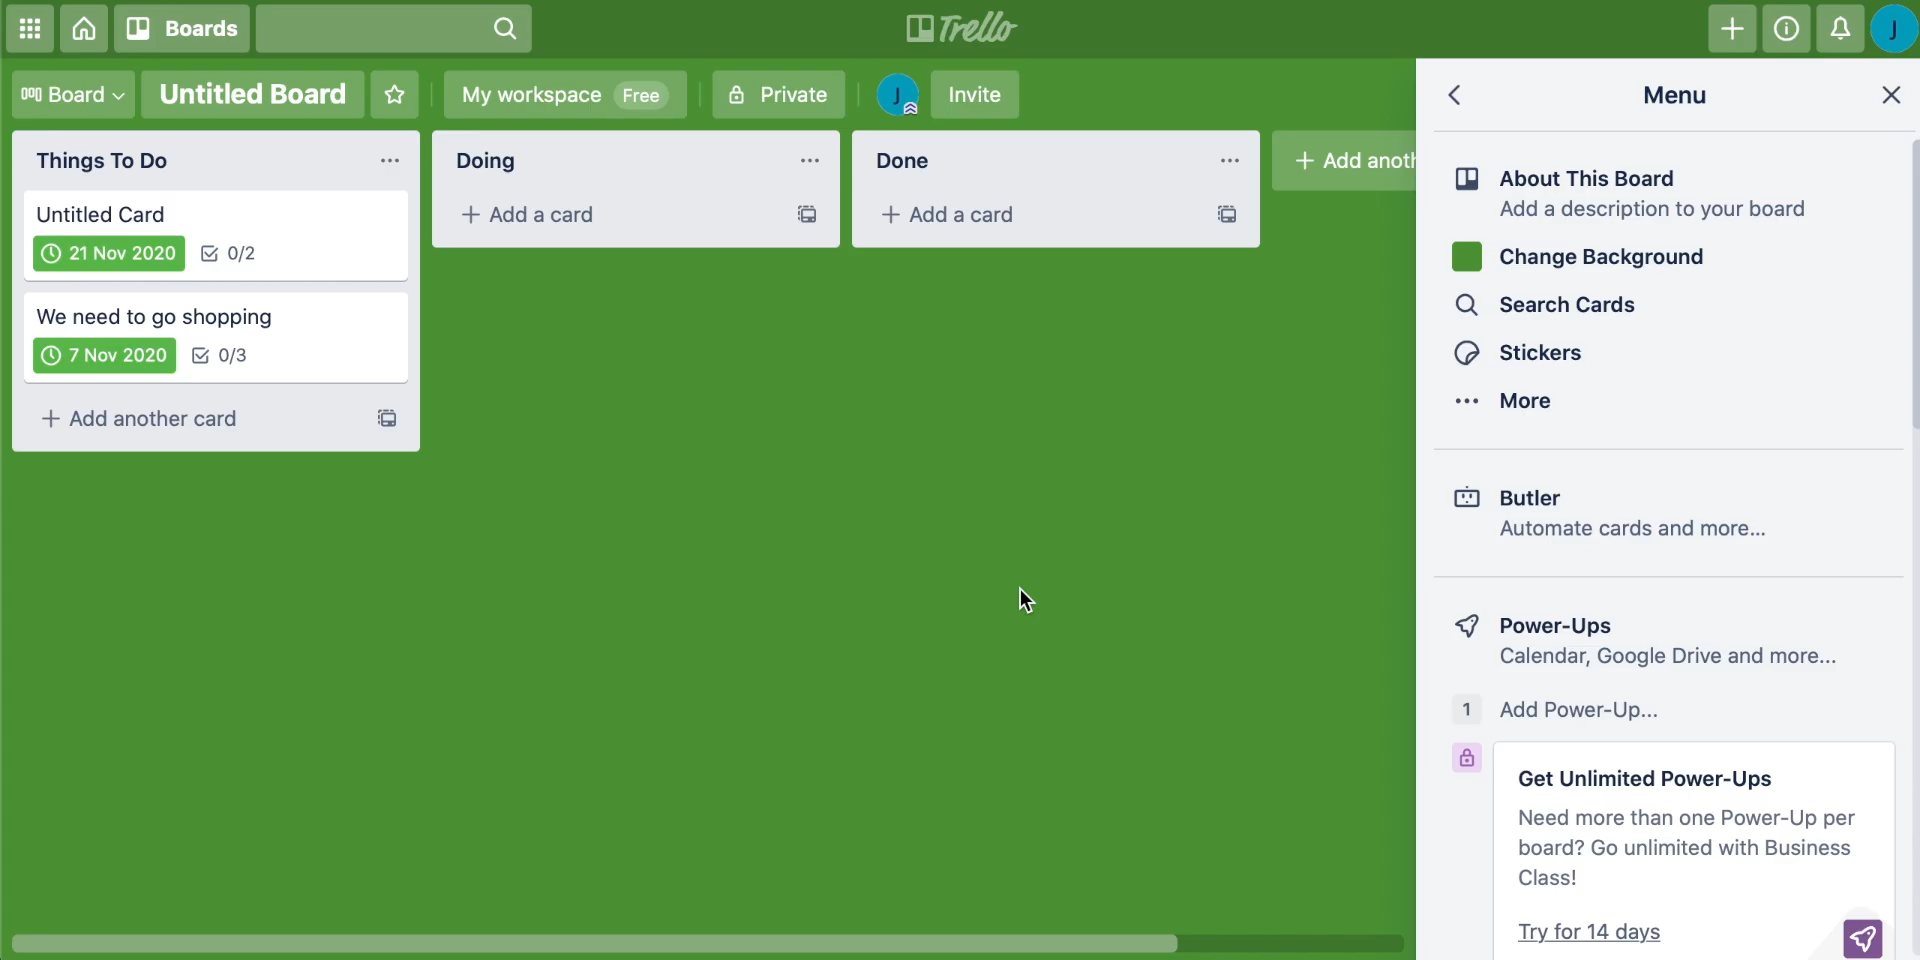 Boards
Trello
J
Board
Untitled Board
My workspace Free
Private
J
Invite
Things To Do
Untitled Card
21 Nov 2020 0/2
We need to go shopping
7 Nov 2020 0/3
+ Add another card
Doing
+ Add a card
Done
+ Add a card
+ Add anoth
Menu
About This Board
Add a description to your board
Change Background
Search Cards
Stickers
More
Butler
Automate cards and more...
Power-Ups
Calendar, Google Drive and more...
1 Add Power-Up...
Get Unlimited Power-Ups
Need more than one Power-Up per
board? Go unlimited with Business
Class!
Try for 14 days